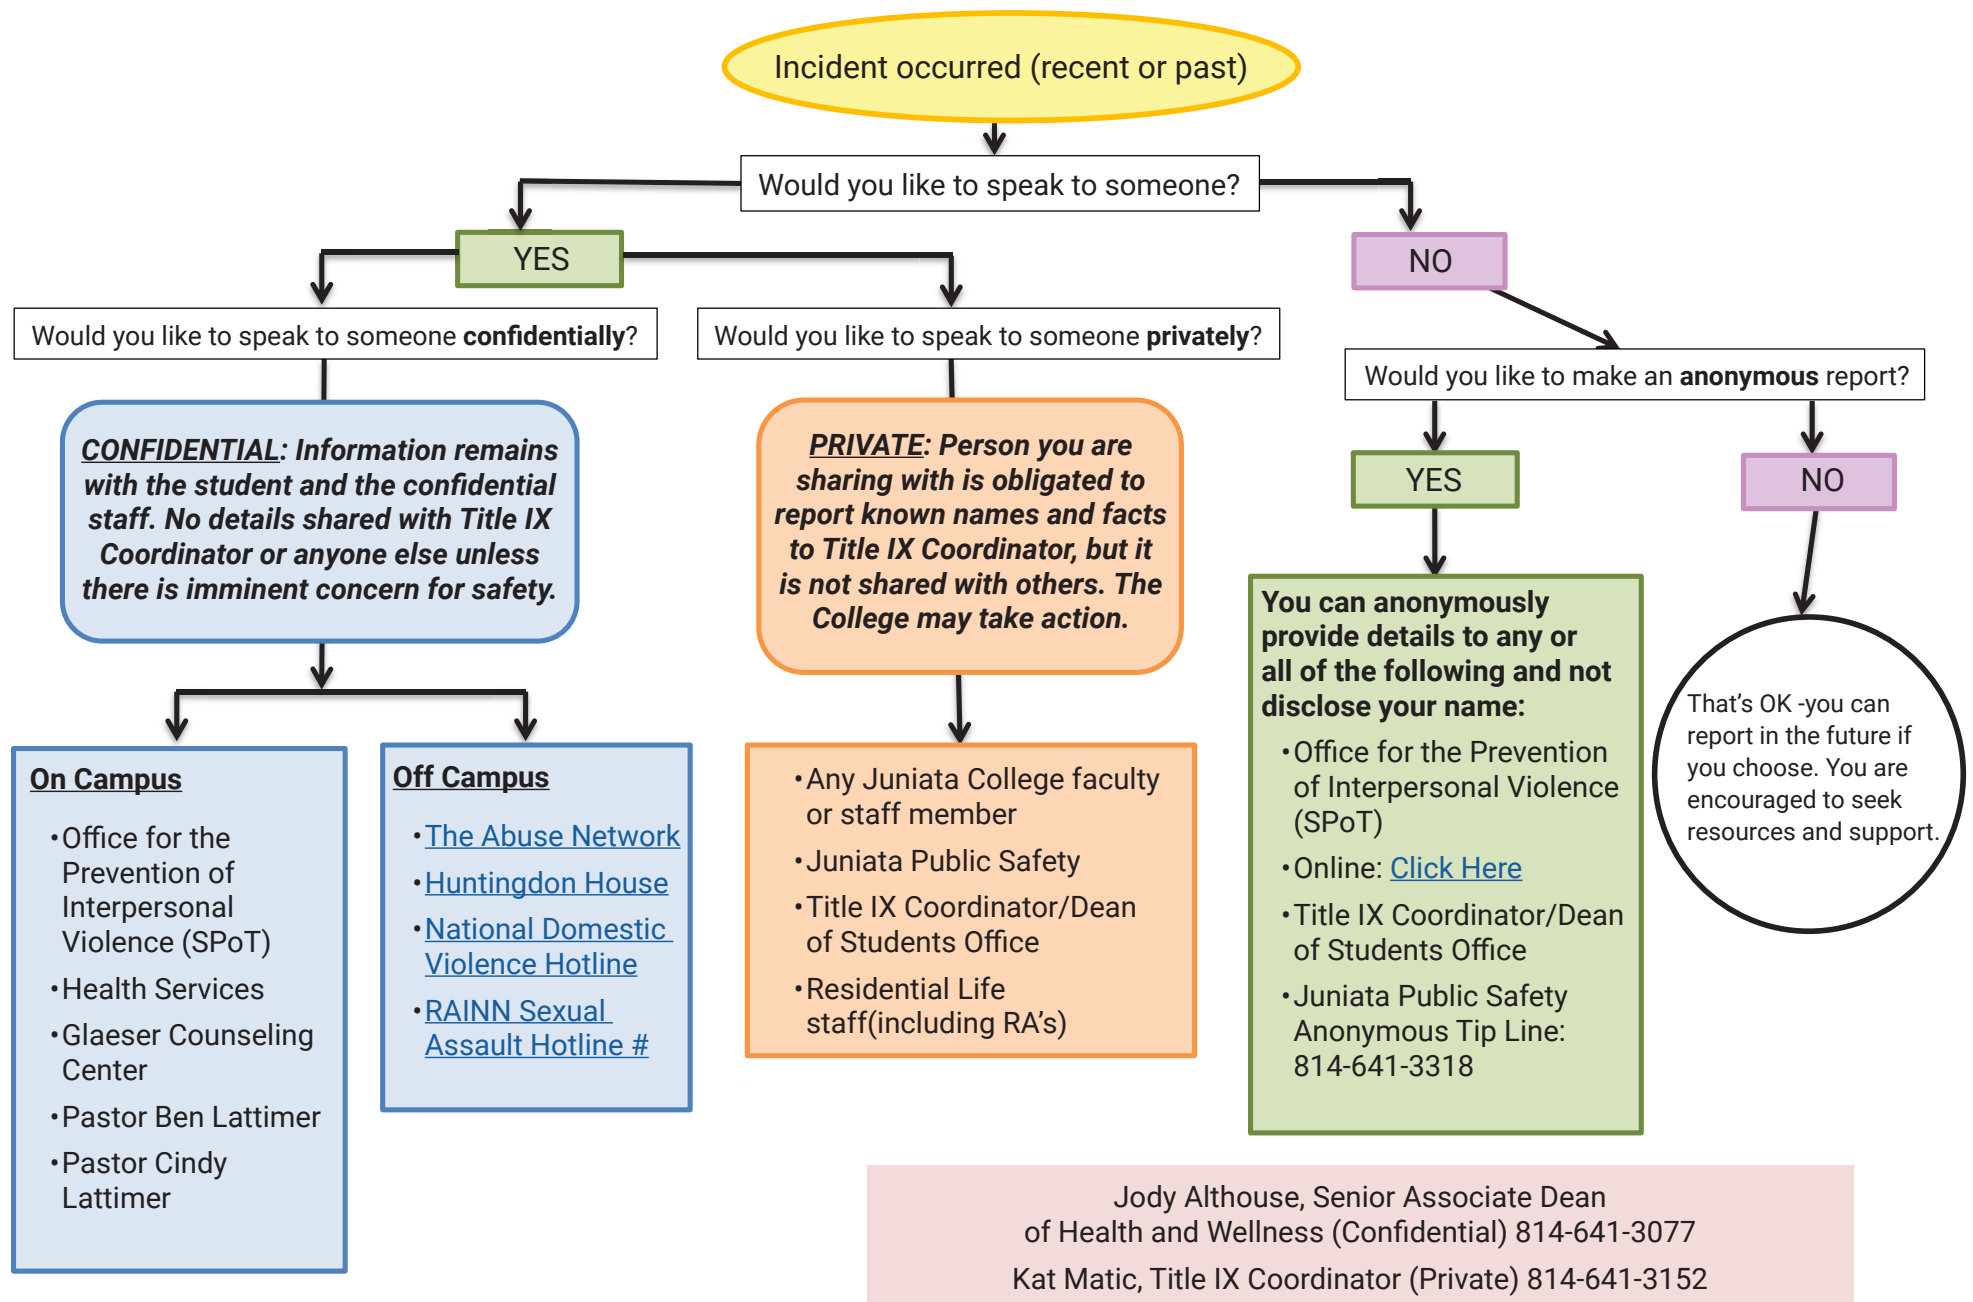 Incident occurred (recent or past)
Would you like to speak to someone?
YES
NO
Would you like to speak to someone confidentially?
Would you like to speak to someone privately?
Would you like to make an anonymous report?
CONFIDENTIAL: Information remains
with the student and the confidential
staff. No details shared with Title IX
Coordinator or anyone else unless
there is imminent concern for safety.
PRIVATE: Person you are
sharing with is obligated to
report known names and facts
to Title IX Coordinator, but it
is not shared with others. The
College may take action.
YES
NO
On Campus
•Office for the
Prevention of
Interpersonal
Violence (SPoT)
•Health Services
•Glaeser Counseling
Center
•Pastor Ben Lattimer
•Pastor Cindy
Lattimer
Off Campus
•The Abuse Network
•Huntingdon House
•National Domestic
Violence Hotline
•RAINN Sexual
Assault Hotline #
•Any Juniata College faculty
or staff member
•Juniata Public Safety
•Title IX Coordinator/Dean
of Students Office
•Residential Life
staff(including RA's)
You can anonymously
provide details to any or
all of the following and not
disclose your name:
•Office for the Prevention
of Interpersonal Violence
(SPoT)
•Online: Click Here
•Title IX Coordinator/Dean
of Students Office
•Juniata Public Safety
Anonymous Tip Line:
814-641-3318
That's OK -you can
report in the future if
you choose. You are
encouraged to seek
resources and support.
Jody Althouse, Senior Associate Dean
of Health and Wellness (Confidential) 814-641-3077
Kat Matic, Title IX Coordinator (Private) 814-641-3152